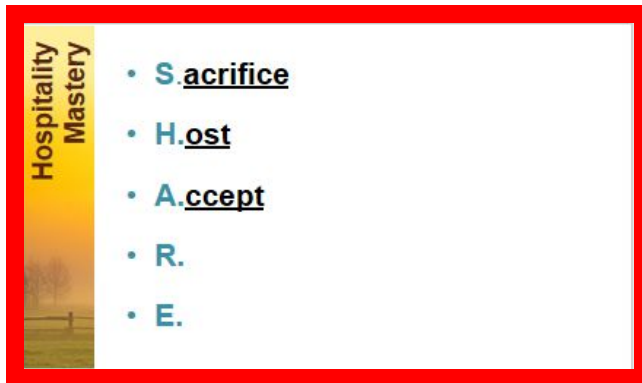 Hospitality
Mastery
• S.acrifice
• H.ost
• A.ccept
• R.
• E.